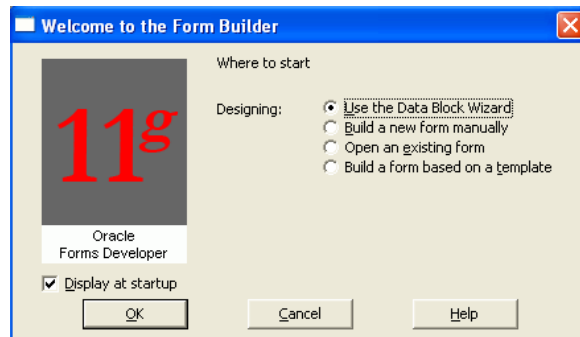 Welcome to the Form Builder
Where to start
Designing:
Use the Data Block Wizard
Build a new form manually
Open an existing form
Build a form based on a template
11g
Oracle
Forms Developer
Display at startup
OK
Cancel
Help